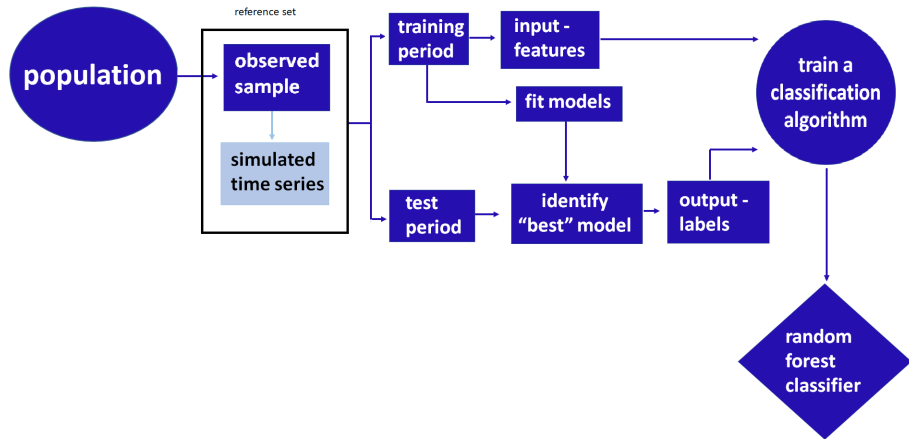 reference set
population
observed
sample
simulated
time series
training
period
input -
features
fit models
test
period
identify
“best” model
output -
labels
train a
classification
algorithm
random
forest
classifier